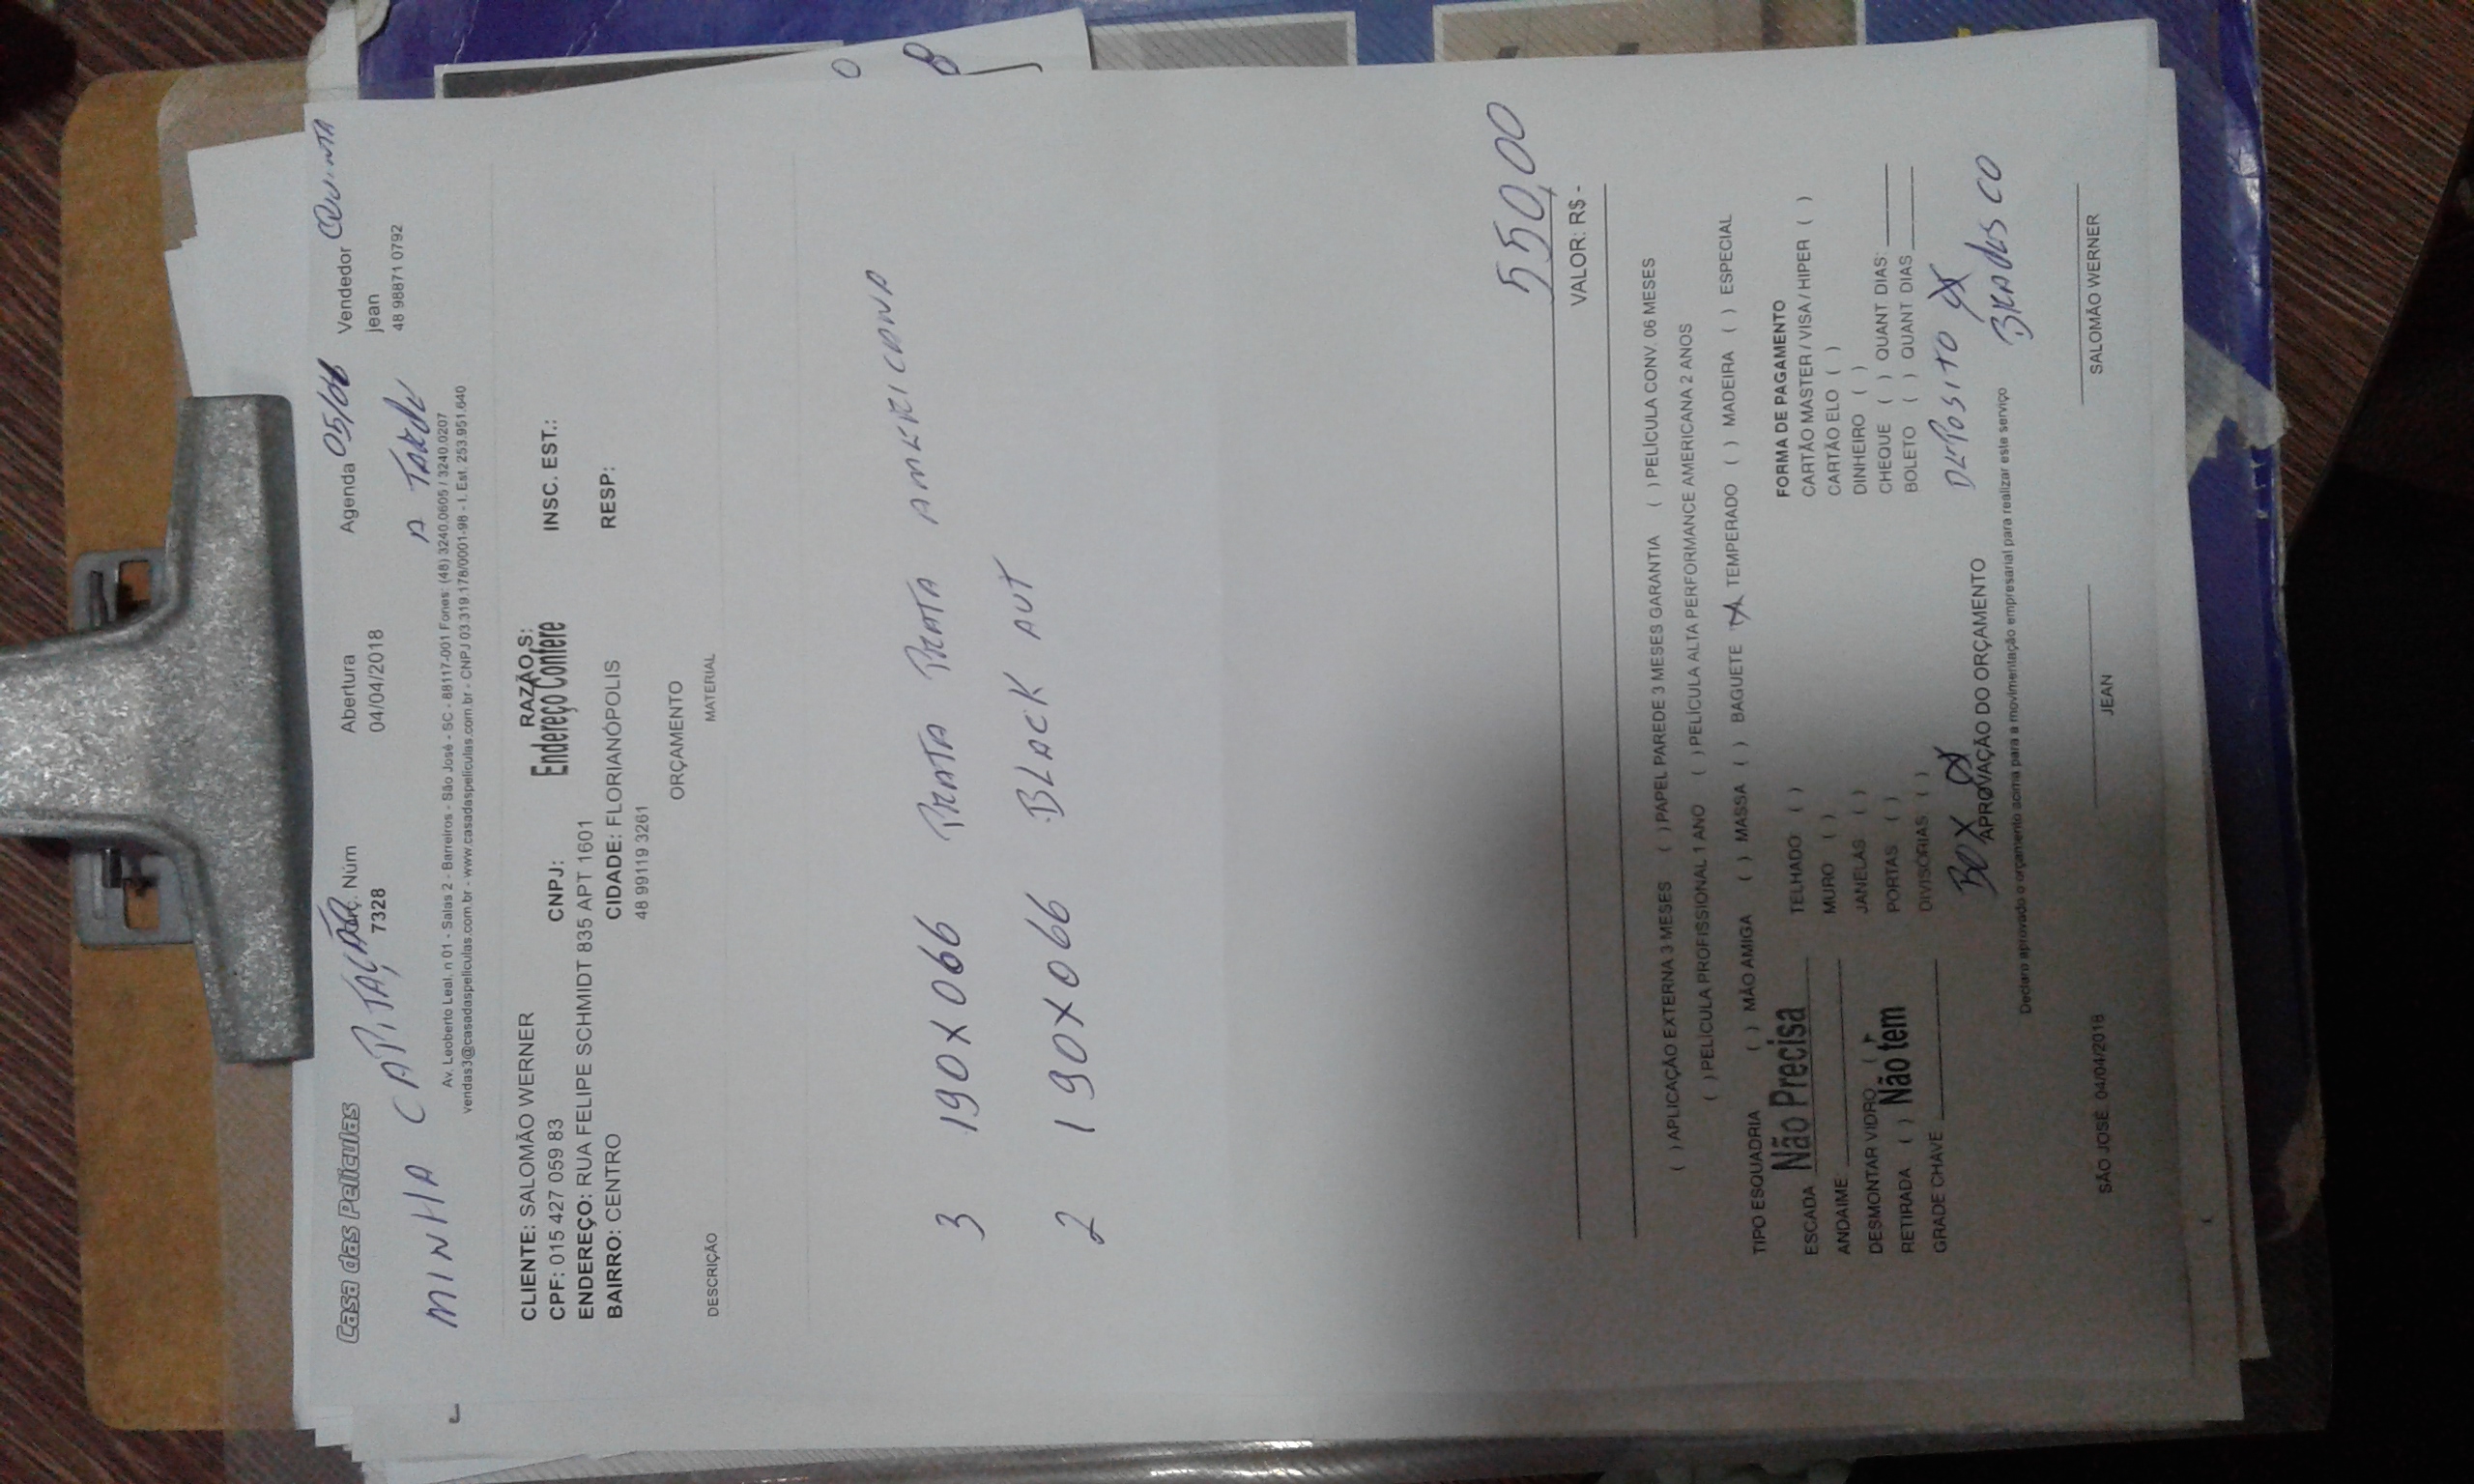 Casa das Películas
Orç. Núm
7328
Abertura
04/04/2018
Agenda 05/04
Vendedor QUINTA
jean
48 98871 0792
MINHA CAPITAÇÃO
A TARDE
Av. Leoberto Leal, n 01 - Salas 2 - Barreiros - São José - SC - 88117-001 Fones: (48) 3240.0605 / 3240.0207
vendas3@casadaspeliculas.com.br - www.casadaspeliculas.com.br - CNPJ 03.319.178/0001-98 - I. Est. 253.951.640
CLIENTE: SALOMÃO WERNER RAZÃO S:
CPF: 015 427 059 83 CNPJ: Endereço Confere INSC. EST.:
ENDEREÇO: RUA FELIPE SCHMIDT 835 APT 1601
BAIRRO: CENTRO CIDADE: FLORIANÓPOLIS RESP:
48 99119 3261
ORÇAMENTO
DESCRIÇÃO MATERIAL
3 190X066 PRATA PRATA AMERICANA
2 190X066 BLACK AUT
550,00
VALOR: R$ -
( ) APLICAÇÃO EXTERNA 3 MESES ( ) PAPEL PAREDE 3 MESES GARANTIA ( ) PELÍCULA CONV. 06 MESES
( ) PELÍCULA PROFISSIONAL 1 ANO ( ) PELÍCULA ALTA PERFORMANCE AMERICANA 2 ANOS
TIPO ESQUADRIA ( ) MÃO AMIGA ( ) MASSA ( ) BAGUETE (X) TEMPERADO ( ) MADEIRA ( ) ESPECIAL
ESCADA Não Precisa TELHADO ( )
ANDAIME MURO ( )
DESMONTAR VIDRO ( ) JANELAS ( )
RETIRADA ( ) Não tem PORTAS ( )
GRADE CHAVE DIVISÓRIAS ( )
BOX (X)
FORMA DE PAGAMENTO
CARTÃO MASTER / VISA / HIPER ( )
CARTÃO ELO ( )
DINHEIRO ( )
CHEQUE ( ) QUANT DIAS:
BOLETO ( ) QUANT DIAS
DEPOSITO (X)
BRADESCO
APROVAÇÃO DO ORÇAMENTO
Declaro aprovado o orçamento acima para a movimentação empresarial para realizar este serviço
SÃO JOSÉ 04/04/2018 JEAN SALOMÃO WERNER